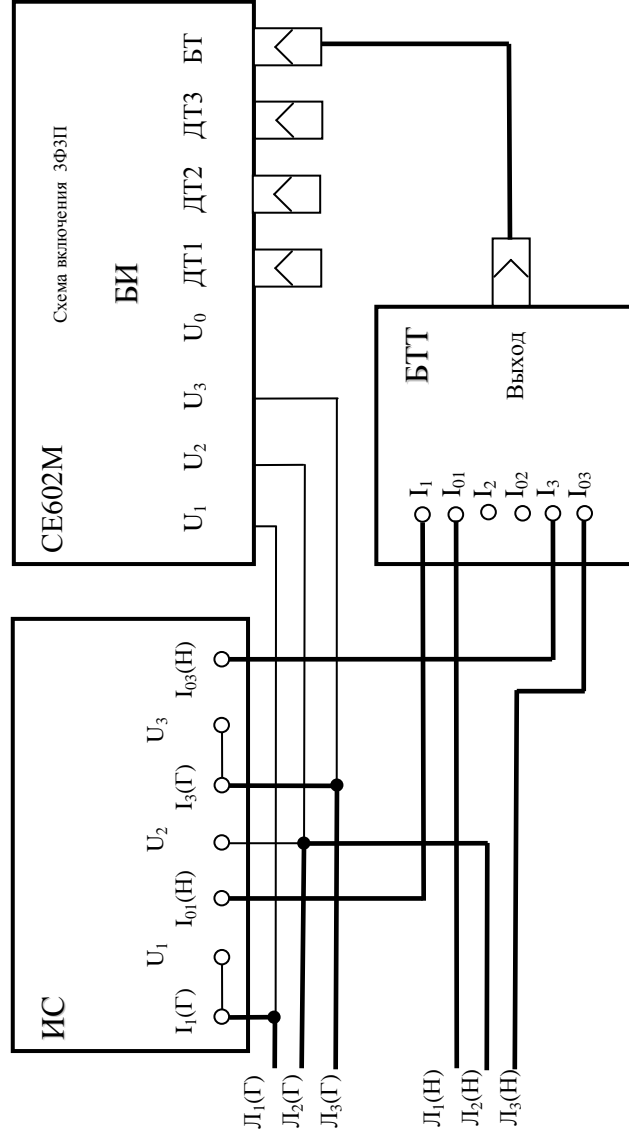 ИС
I₁(Г)
U₁
I₀₁(Н)
U₂
I₃(Г)
U₃
I₀₃(Н)
СЕ602М
Схема включения 3Ф3П
БИ
U₁
U₂
U₃
U₀
ДТ1
ДТ2
ДТ3
БТ
Л₁(Г)
Л₂(Г)
Л₃(Г)
Л₁(Н)
Л₂(Н)
Л₃(Н)
БТТ
Выход
I₁
I₀₁
I₂
I₀₂
I₃
I₀₃